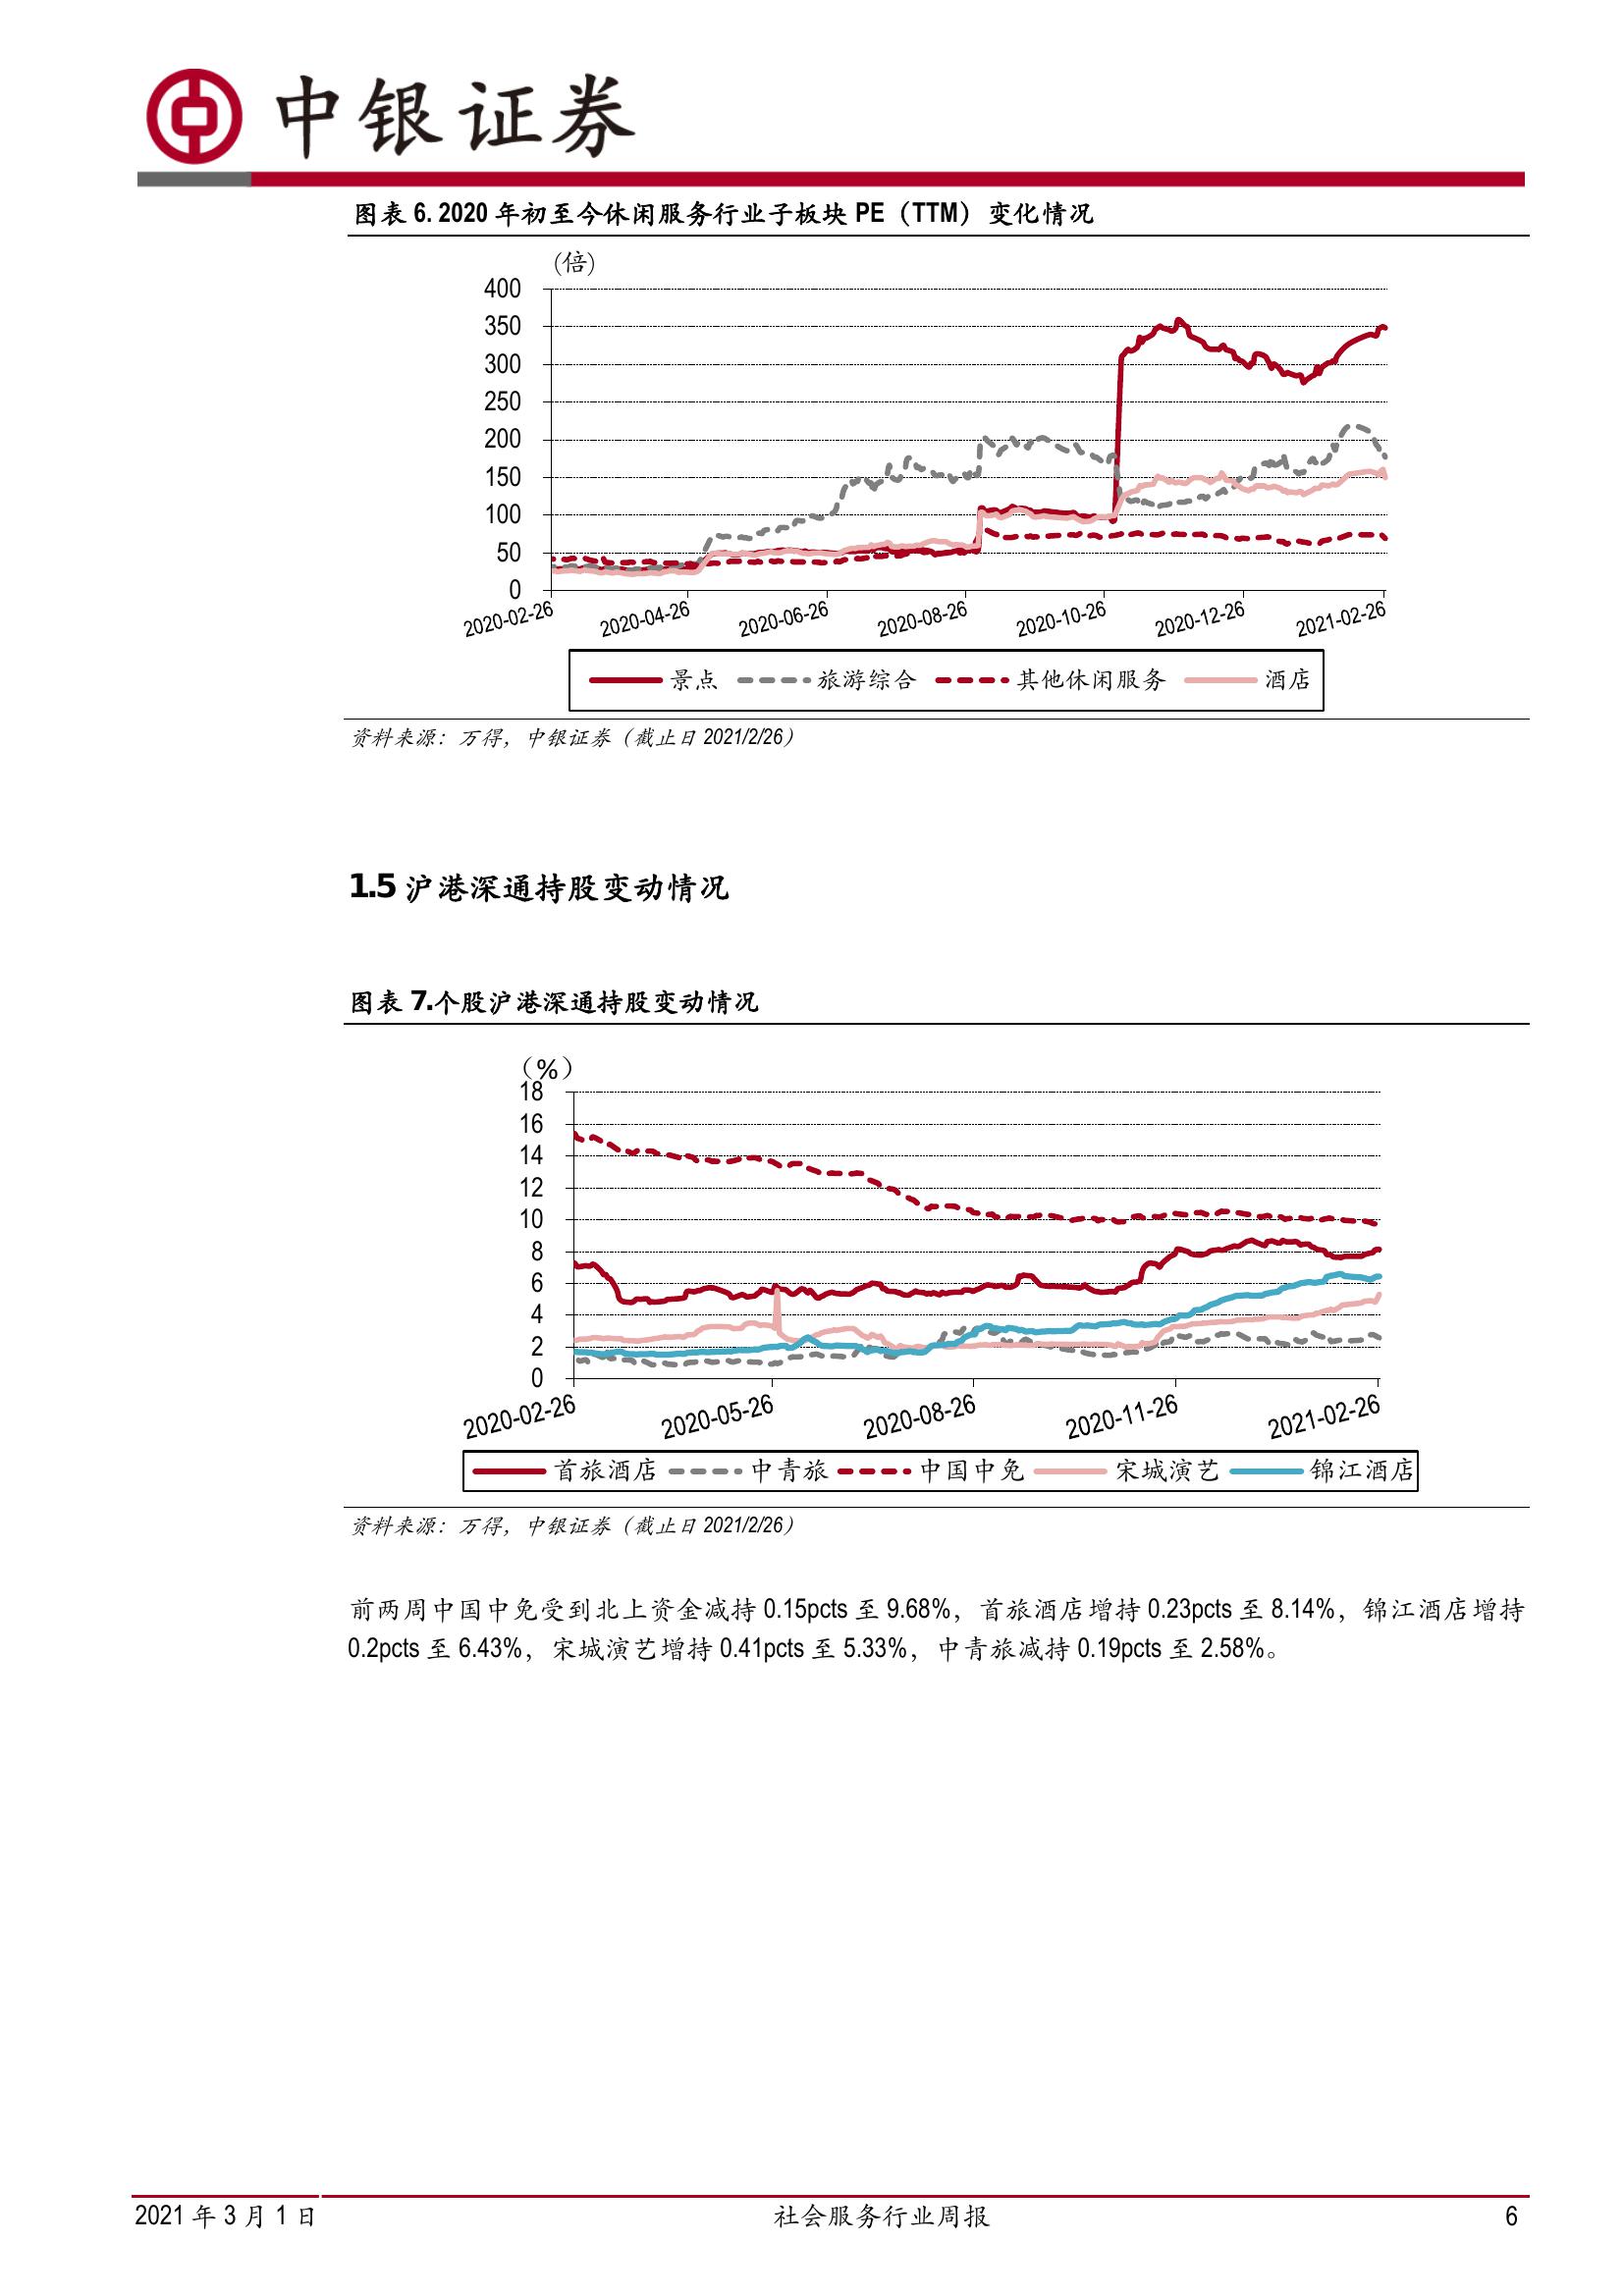 中银证券
图表 6. 2020 年初至今休闲服务行业子板块 PE（TTM）变化情况
(倍)
400
350
300
250
200
150
100
50
0
2020-02-26 2020-04-26 2020-06-26 2020-08-26 2020-10-26 2020-12-26 2021-02-26
景点 旅游综合 其他休闲服务 酒店
资料来源：万得，中银证券（截止日 2021/2/26）
1.5 沪港深通持股变动情况
图表 7.个股沪港深通持股变动情况
（%）
18
16
14
12
10
8
6
4
2
0
2020-02-26 2020-05-26 2020-08-26 2020-11-26 2021-02-26
首旅酒店 中青旅 中国中免 宋城演艺 锦江酒店
资料来源：万得，中银证券（截止日 2021/2/26）
前两周中国中免受到北上资金减持 0.15pcts 至 9.68%，首旅酒店增持 0.23pcts 至 8.14%，锦江酒店增持
0.2pcts 至 6.43%，宋城演艺增持 0.41pcts 至 5.33%，中青旅减持 0.19pcts 至 2.58%。
2021 年 3 月 1 日 社会服务行业周报 6